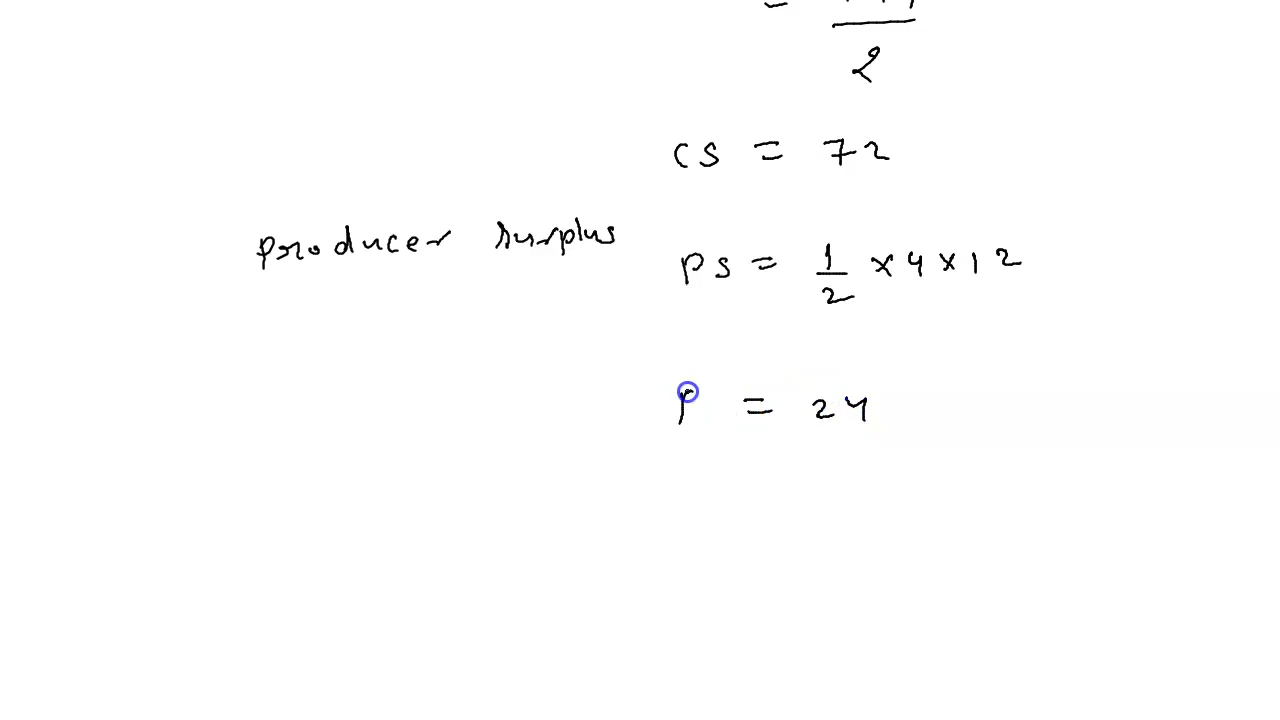 =
2
CS = 72
producer surplus
PS = 1/2 × 4 × 12
P = 24